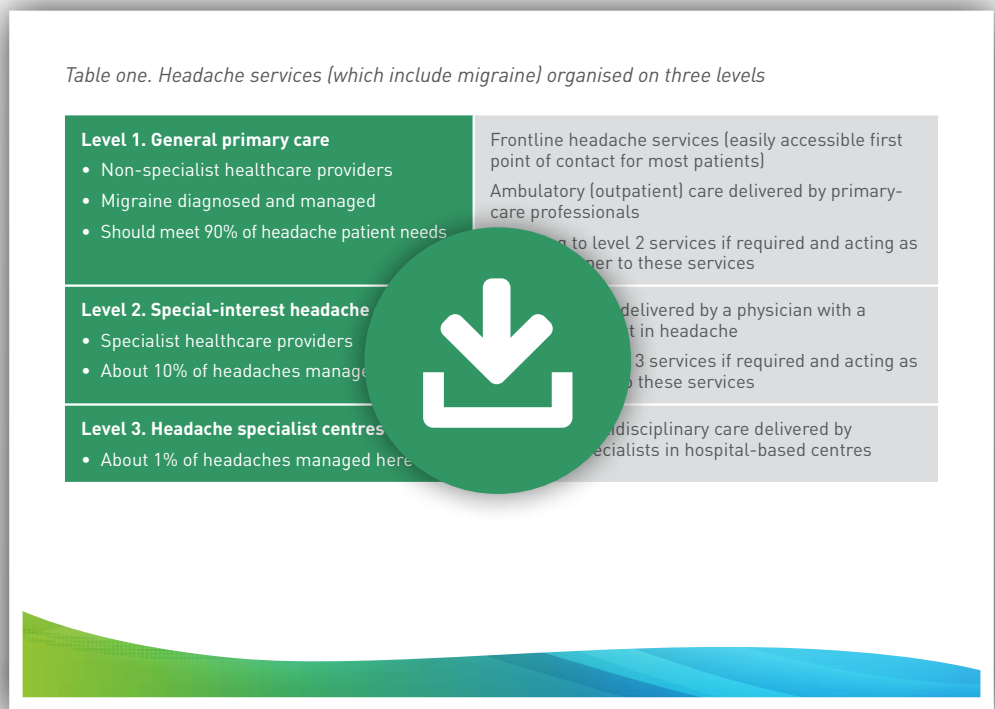 Table one. Headache services (which include migraine) organised on three levels
Level 1. General primary care
• Non-specialist healthcare providers
• Migraine diagnosed and managed
• Should meet 90% of headache patient needs
Frontline headache services (easily accessible first
point of contact for most patients)
Ambulatory (outpatient) care delivered by primary-
care professionals
to level 2 services if required and acting as
to these services
Level 2. Special-interest headache
• Specialist healthcare providers
• About 10% of headaches
delivered by a physician with a
in headache
3 services if required and acting as
these services
Level 3. Headache specialist centres
• About 1% of headaches managed here
care delivered by
in hospital-based centres